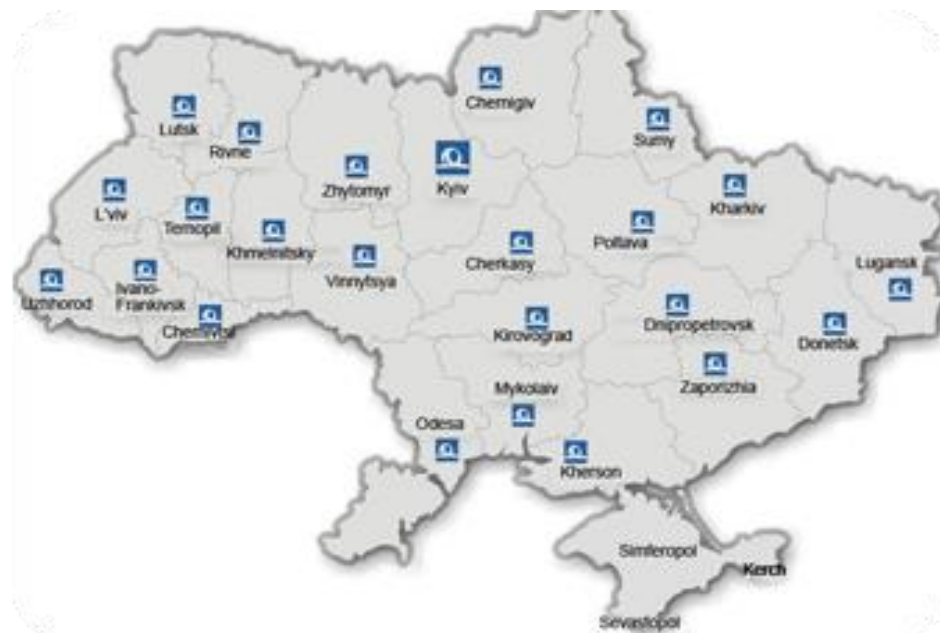 Chernigiv
Lutsk
Sumy
Rivne
Zhytomyr
Kyiv
L'viv
Kharkiv
Ternopil
Poltava
Khmelnitsky
Cherkasy
Vinnytsya
Lugansk
Uzhhorod
Ivano-
Frankivsk
Chernivtsi
Dnipropetrovsk
Kirovograd
Donetsk
Zaporizhia
Mykolaiv
Odesa
Kherson
Simferopol
Kerch
Sevastopol